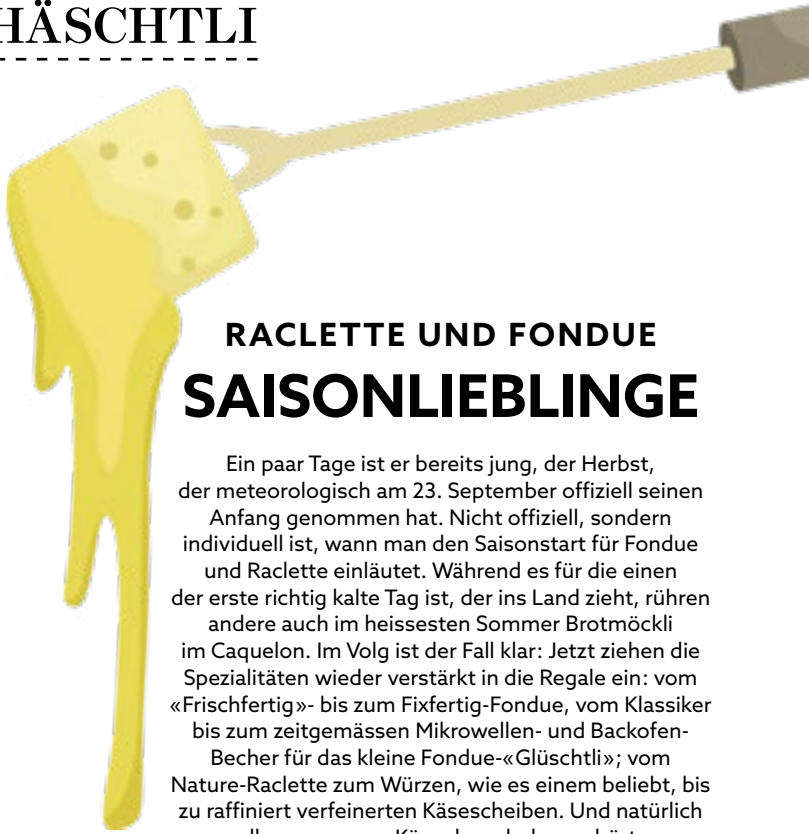 HÄSCHTLI
RACLETTE UND FONDUE
SAISONLIEBLINGE
Ein paar Tage ist er bereits jung, der Herbst,
der meteorologisch am 23. September offiziell seinen
Anfang genommen hat. Nicht offiziell, sondern
individuell ist, wann man den Saisonstart für Fondue
und Raclette einläutet. Während es für die einen
der erste richtig kalte Tag ist, der ins Land zieht, rühren
andere auch im heissesten Sommer Brotmöckli
im Caquelon. Im Volg ist der Fall klar: Jetzt ziehen die
Spezialitäten wieder verstärkt in die Regale ein: vom
«Frischfertig»- bis zum Fixfertig-Fondue, vom Klassiker
bis zum zeitgemässen Mikrowellen- und Backofen-
Becher für das kleine Fondue-«Glüschtli»; vom
Nature-Raclette zum Würzen, wie es einem beliebt, bis
zu raffiniert verfeinerten Käsescheiben. Und natürlich